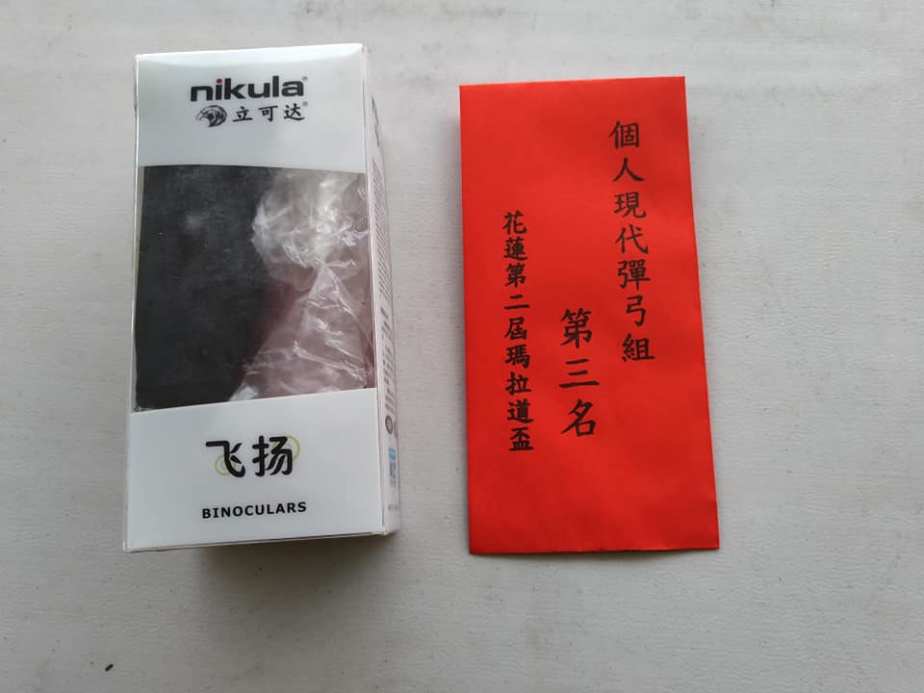 nikula
立可达
飞扬
BINOCULARS
個人現代彈弓組
第三名
花蓮第二屆瑪拉道盃